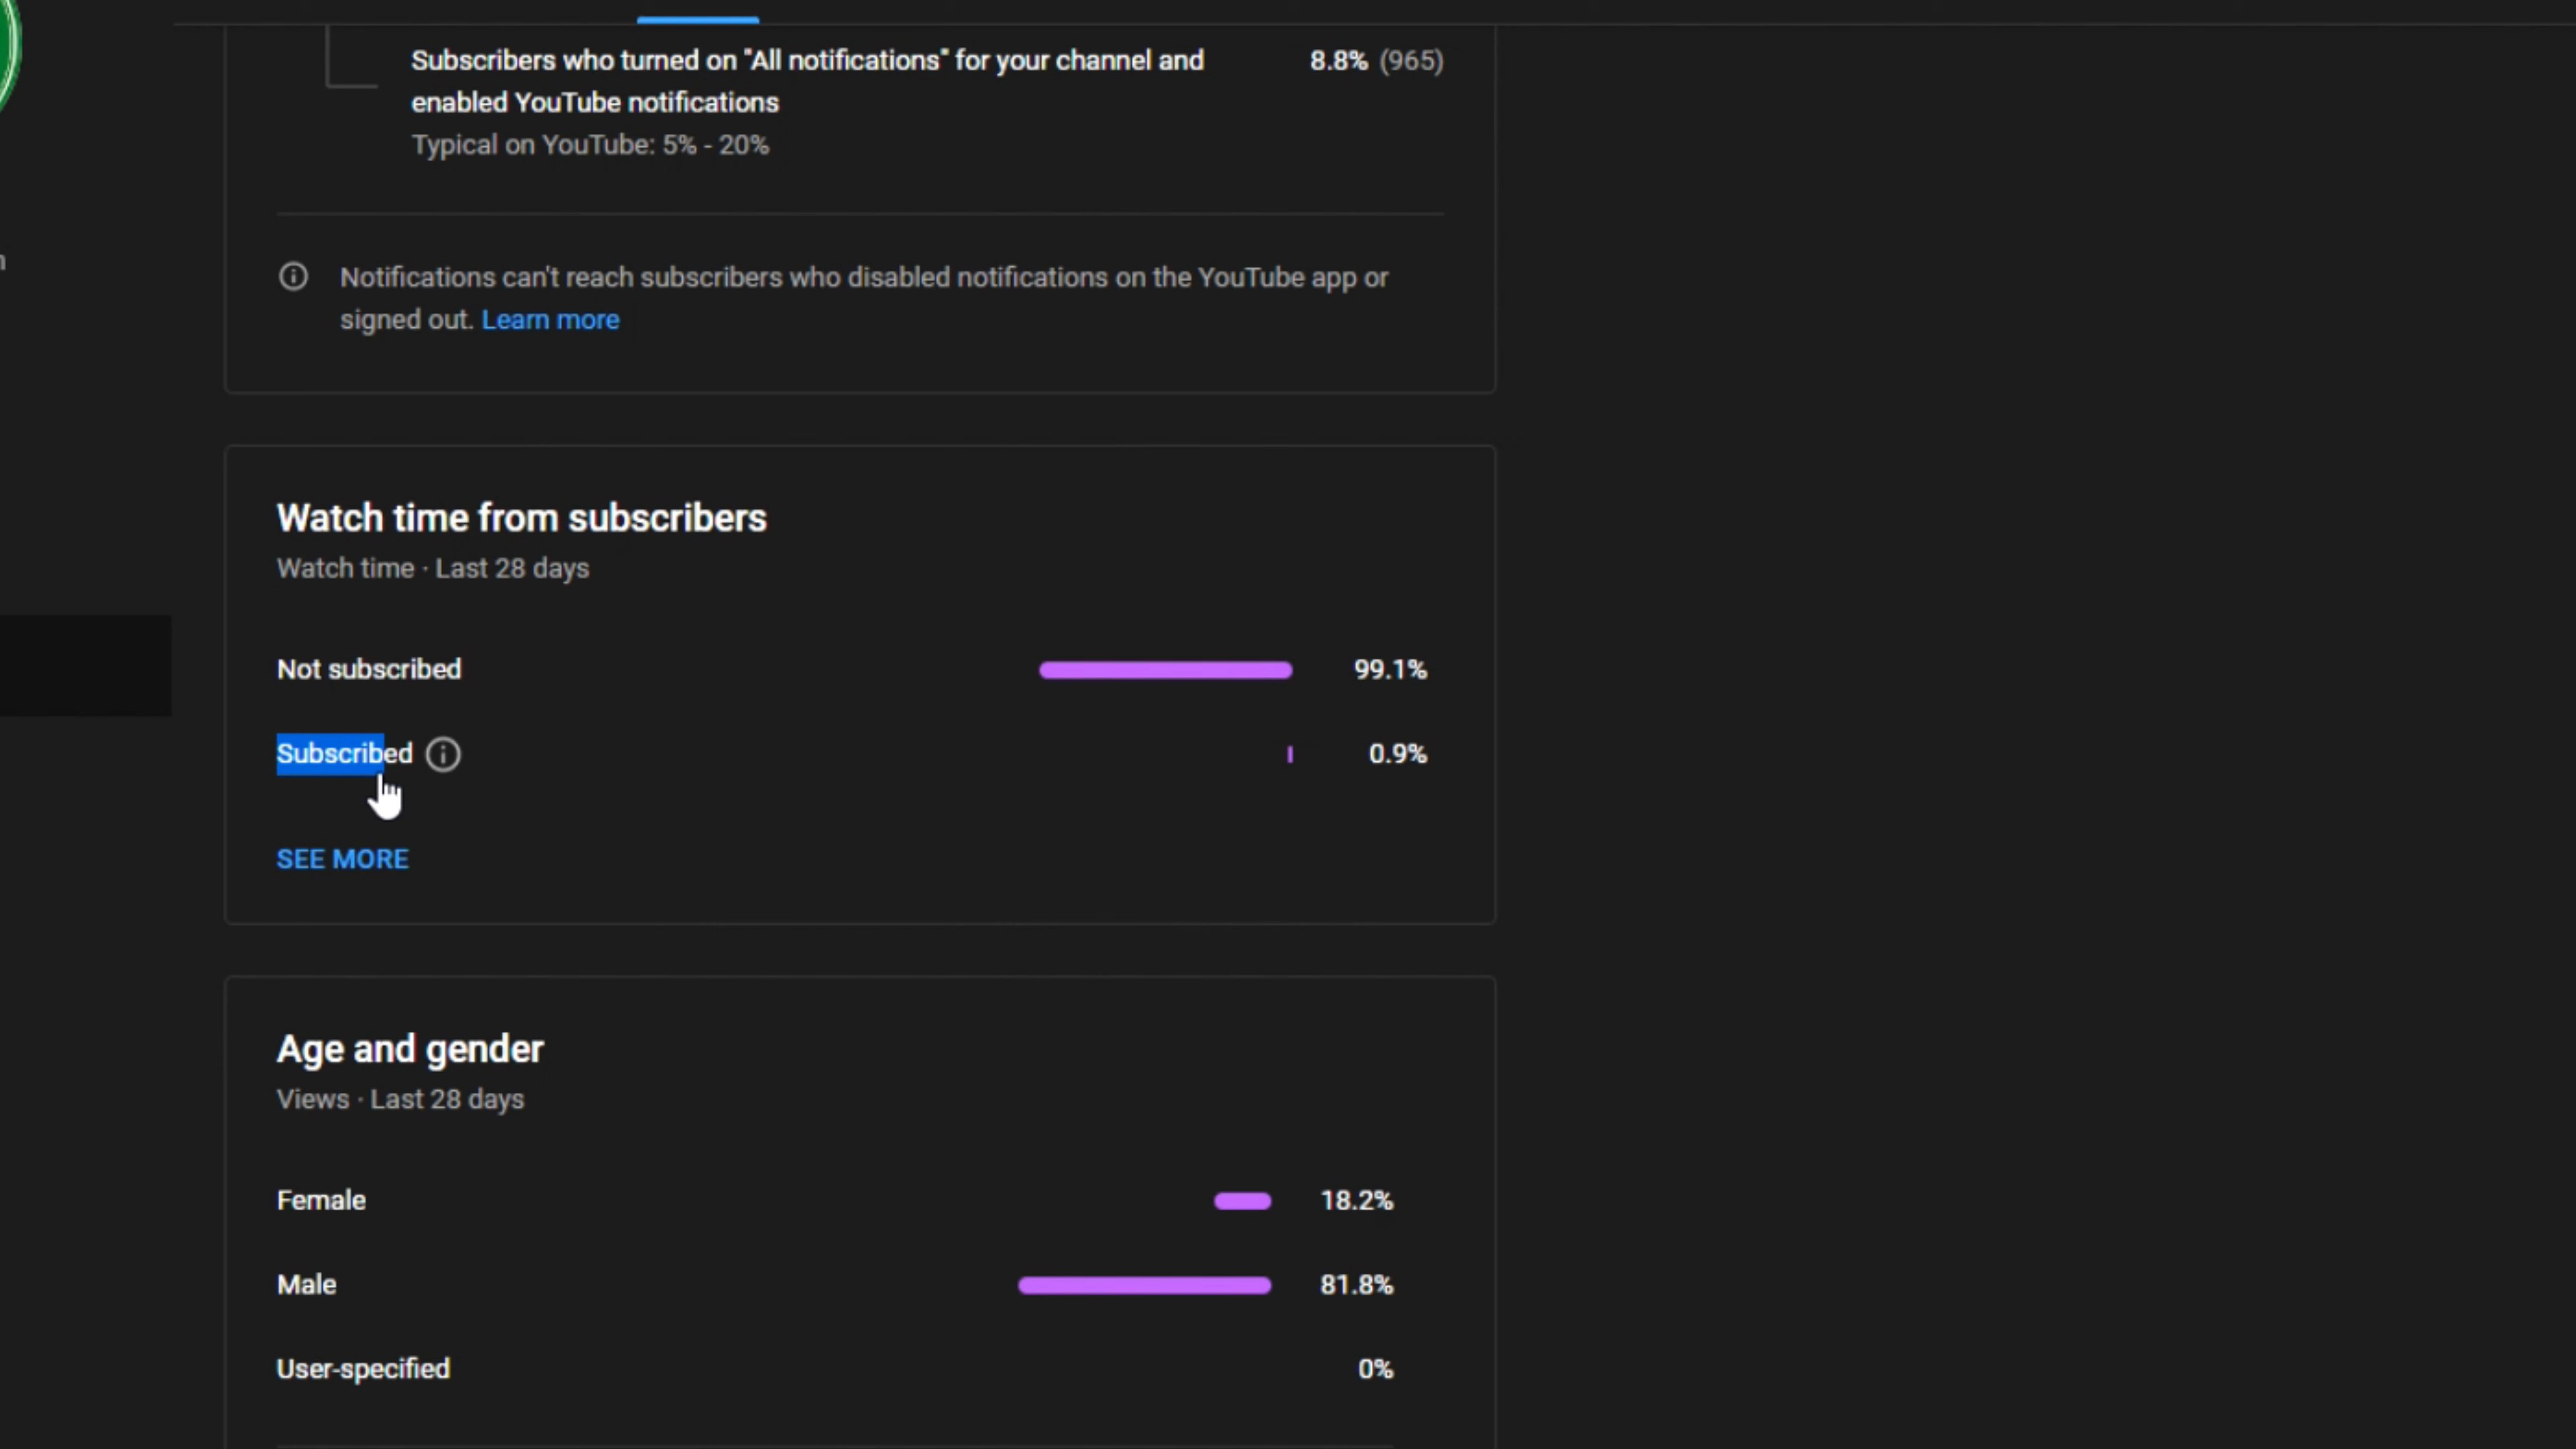 Subscribers who turned on "All notifications" for your channel and 8.8% (965)
enabled YouTube notifications
Typical on YouTube: 5% - 20%
Notifications can't reach subscribers who disabled notifications on the YouTube app or
signed out. Learn more
Watch time from subscribers
Watch time · Last 28 days
Not subscribed 99.1%
Subscribed 0.9%
SEE MORE
Age and gender
Views · Last 28 days
Female 18.2%
Male 81.8%
User-specified 0%